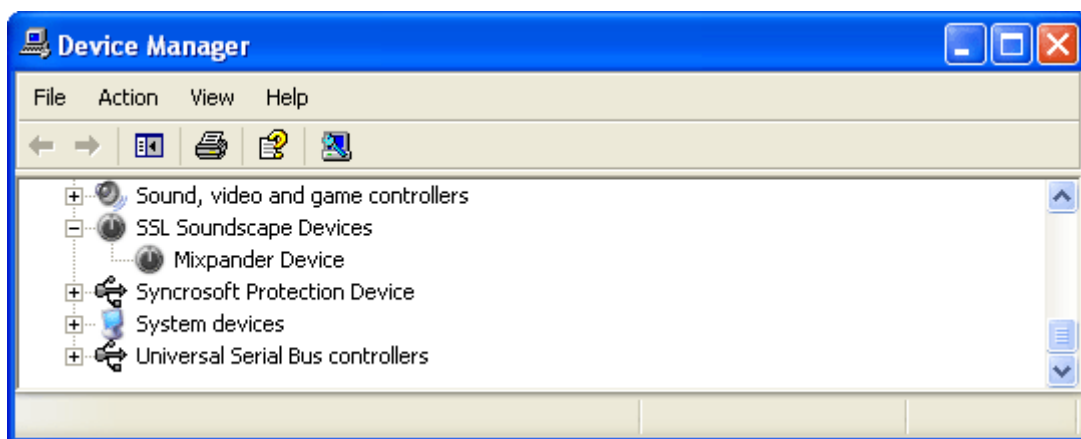 Device Manager
File Action View Help
Sound, video and game controllers
SSL Soundscape Devices
Mixpander Device
Syncrosoft Protection Device
System devices
Universal Serial Bus controllers